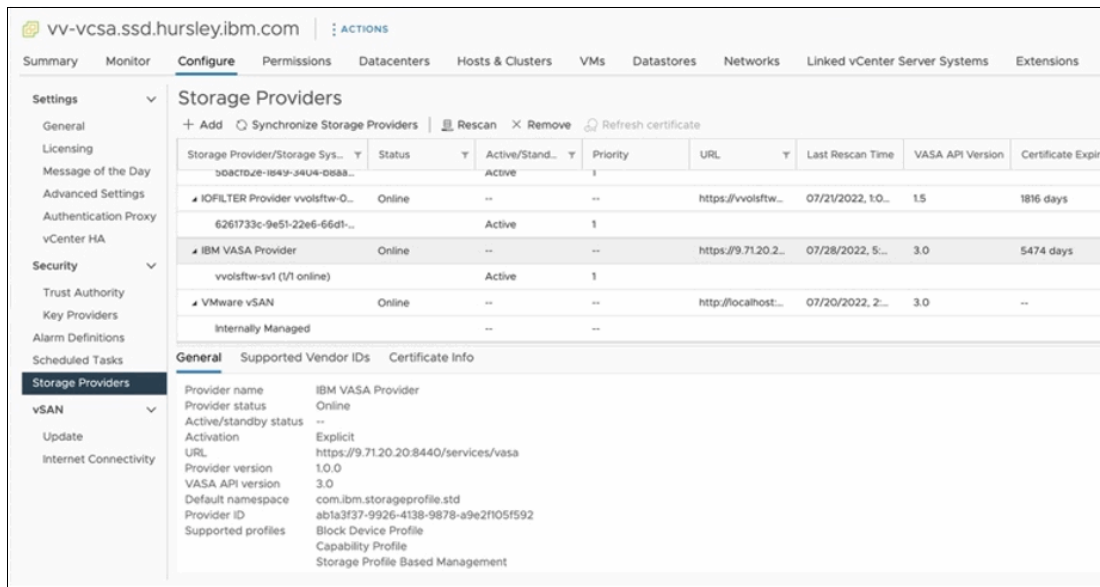 vv-vcsa.ssd.hursley.ibm.com ACTIONS
Summary Monitor Configure Permissions Datacenters Hosts & Clusters VMs Datastores Networks Linked vCenter Server Systems Extensions
Settings
General
Licensing
Message of the Day
Advanced Settings
Authentication Proxy
vCenter HA
Security
Trust Authority
Key Providers
Alarm Definitions
Scheduled Tasks
Storage Providers
vSAN
Update
Internet Connectivity
Storage Providers
+ Add Synchronize Storage Providers Rescan × Remove Refresh certificate
Storage Provider/Storage Sys... Status Active/Stand... Priority URL Last Rescan Time VASA API Version Certificate Expir
5bacfb2e-1849-3404-b8aa... Active 1
IOFILTER Provider vvolsftw-0... Online -- -- https://vvolsftw... 07/21/2022, 1:0... 1.5 1816 days
6261733c-9e51-22e6-66d1-... Active 1
IBM VASA Provider Online -- -- https://9.71.20.2... 07/28/2022, 5:... 3.0 5474 days
vvolsftw-sv1 (1/1 online) Active 1
VMware vSAN Online -- -- http://localhost:... 07/20/2022, 2:... 3.0 --
Internally Managed -- --
General Supported Vendor IDs Certificate Info
Provider name IBM VASA Provider
Provider status Online
Active/standby status --
Activation Explicit
URL https://9.71.20.20:8440/services/vasa
Provider version 1.0.0
VASA API version 3.0
Default namespace com.ibm.storageprofile.std
Provider ID ab1a3f37-9926-4138-9878-a9e2f105f592
Supported profiles Block Device Profile
Capability Profile
Storage Profile Based Management